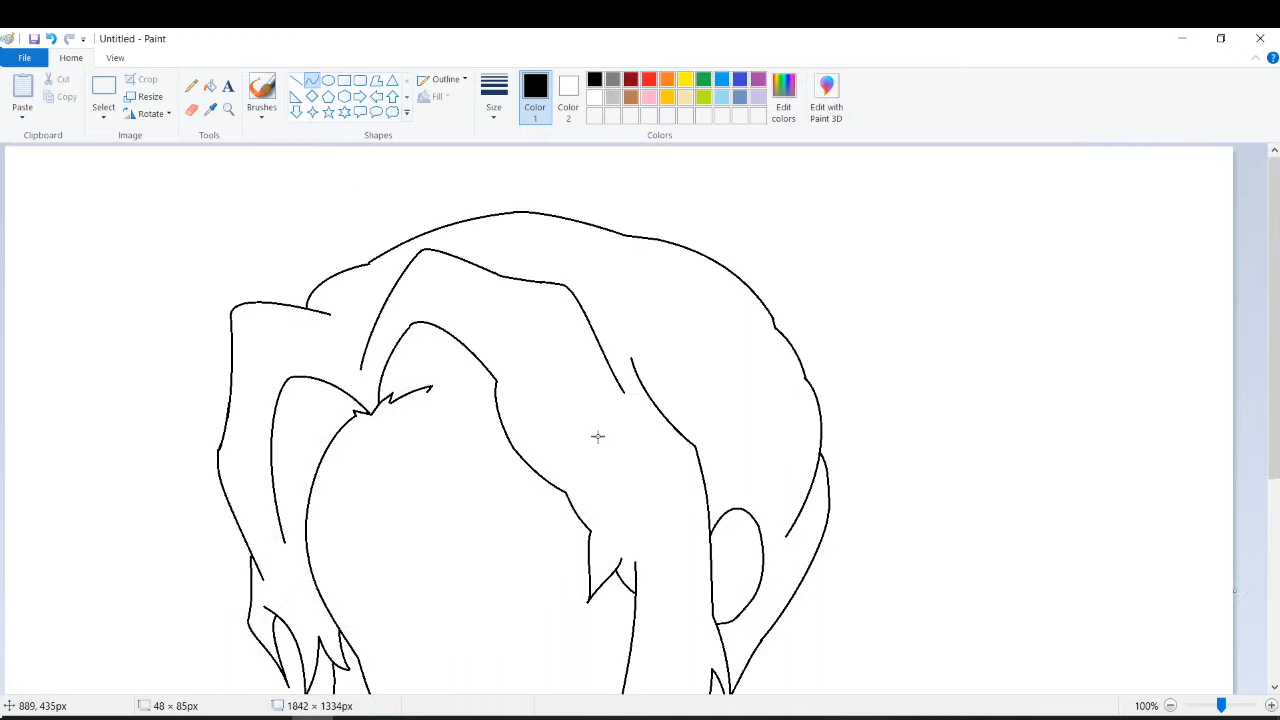 Untitled - Paint
File
Home
View
Paste
Cut
Copy
Clipboard
Select
Crop
Resize
Rotate
Image
A
Tools
Brushes
Shapes
Outline
Fill
Size
Color 1
Color 2
Edit colors
Edit with Paint 3D
Colors
889, 435px
48 × 85px
1842 × 1334px
100%